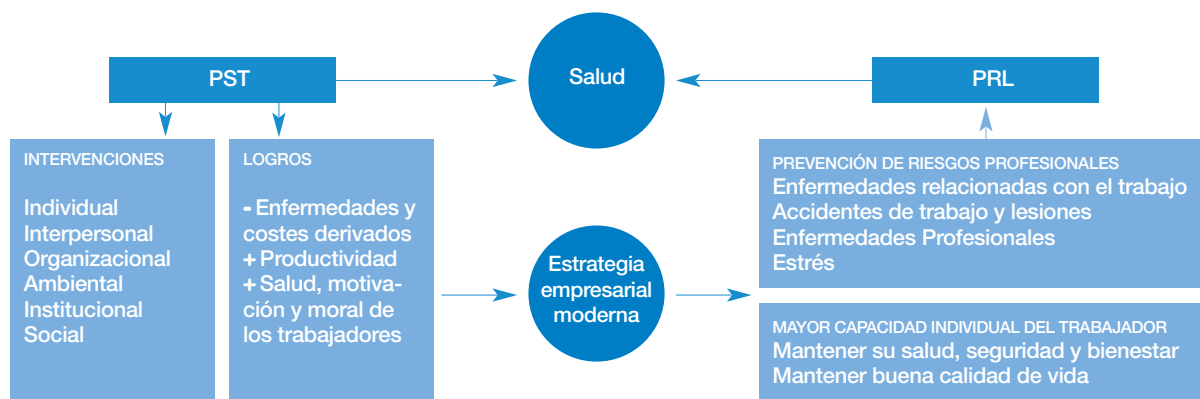 PST
Salud
PRL
INTERVENCIONES
Individual
Interpersonal
Organizacional
Ambiental
Institucional
Social
LOGROS
- Enfermedades y
costes derivados
+ Productividad
+ Salud, motiva-
ción y moral de
los trabajadores
Estrategia
empresarial
moderna
PREVENCIÓN DE RIESGOS PROFESIONALES
Enfermedades relacionadas con el trabajo
Accidentes de trabajo y lesiones
Enfermedades Profesionales
Estrés
MAYOR CAPACIDAD INDIVIDUAL DEL TRABAJADOR
Mantener su salud, seguridad y bienestar
Mantener buena calidad de vida